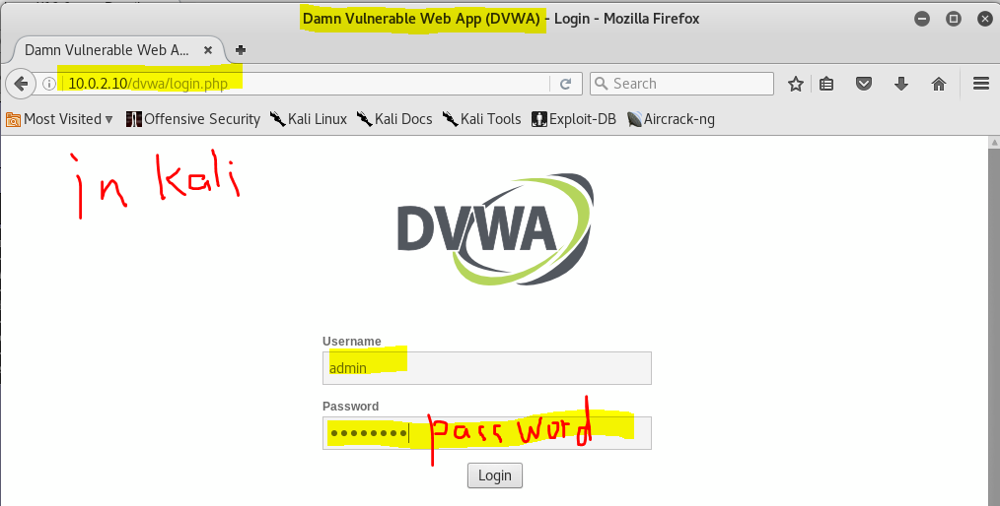 Damn Vulnerable Web App (DVWA) - Login - Mozilla Firefox
Damn Vulnerable Web A...
10.0.2.10/dvwa/login.php
Search
Most Visited Offensive Security Kali Linux Kali Docs Kali Tools Exploit-DB Aircrack-ng
in kali
DVWA
Username
admin
Password
•••••••• password
Login